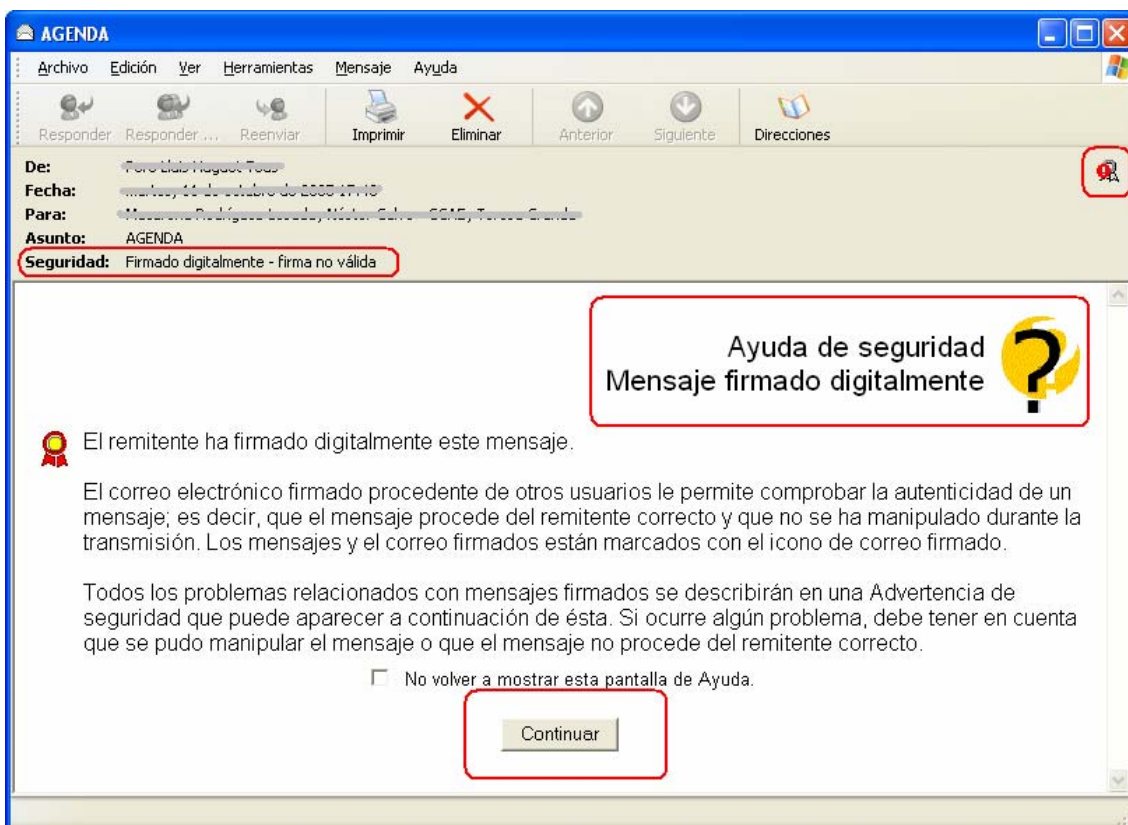 AGENDA
Archivo Edición Ver Herramientas Mensaje Ayuda
Responder Responder ... Reenviar Imprimir Eliminar Anterior Siguiente Direcciones
De:
Fecha:
Para:
Asunto: AGENDA
Seguridad: Firmado digitalmente - firma no válida
Ayuda de seguridad
Mensaje firmado digitalmente
El remitente ha firmado digitalmente este mensaje.
El correo electrónico firmado procedente de otros usuarios le permite comprobar la autenticidad de un
mensaje; es decir, que el mensaje procede del remitente correcto y que no se ha manipulado durante la
transmisión. Los mensajes y el correo firmados están marcados con el icono de correo firmado.
Todos los problemas relacionados con mensajes firmados se describirán en una Advertencia de
seguridad que puede aparecer a continuación de ésta. Si ocurre algún problema, debe tener en cuenta
que se pudo manipular el mensaje o que el mensaje no procede del remitente correcto.
No volver a mostrar esta pantalla de Ayuda.
Continuar